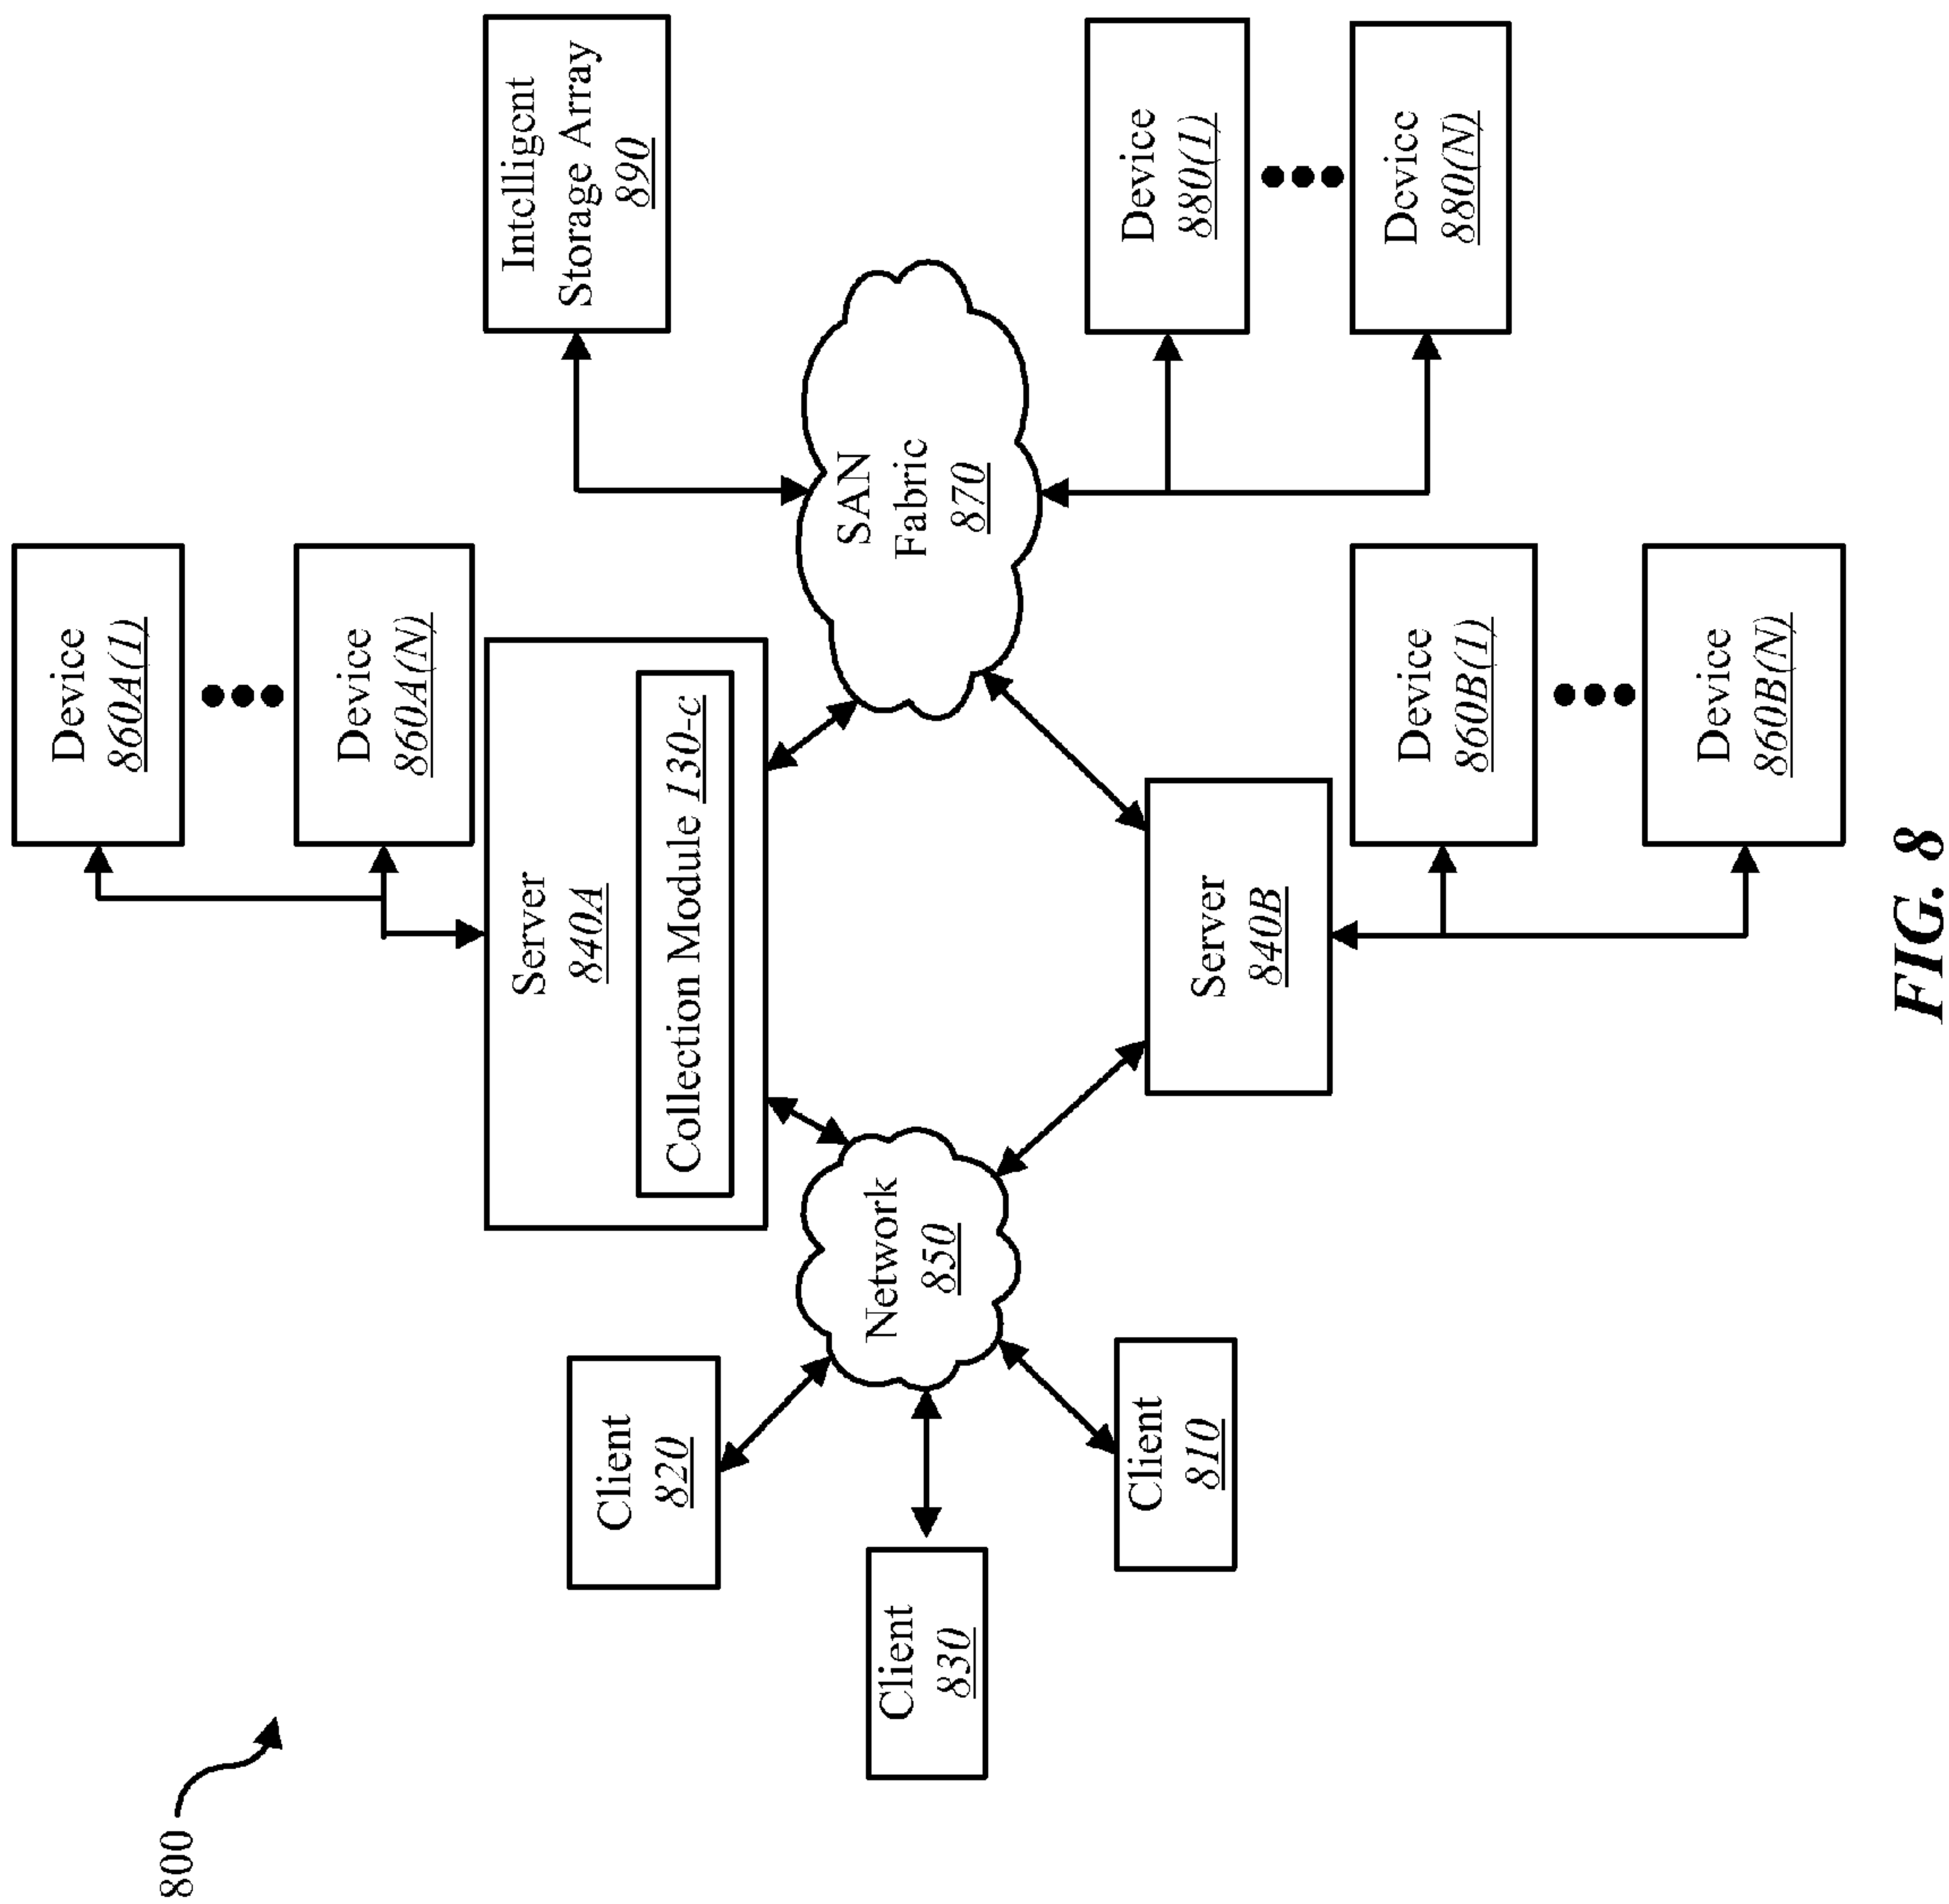 800
Device
860A(1)
Device
860A(N)
Server
840A
Collection Module 130-c
Intelligent
Storage Array
890
Client
820
Client
830
Client
810
Network
850
SAN
Fabric
870
Device
880(1)
Device
880(N)
Server
840B
Device
860B(1)
Device
860B(N)
FIG. 8